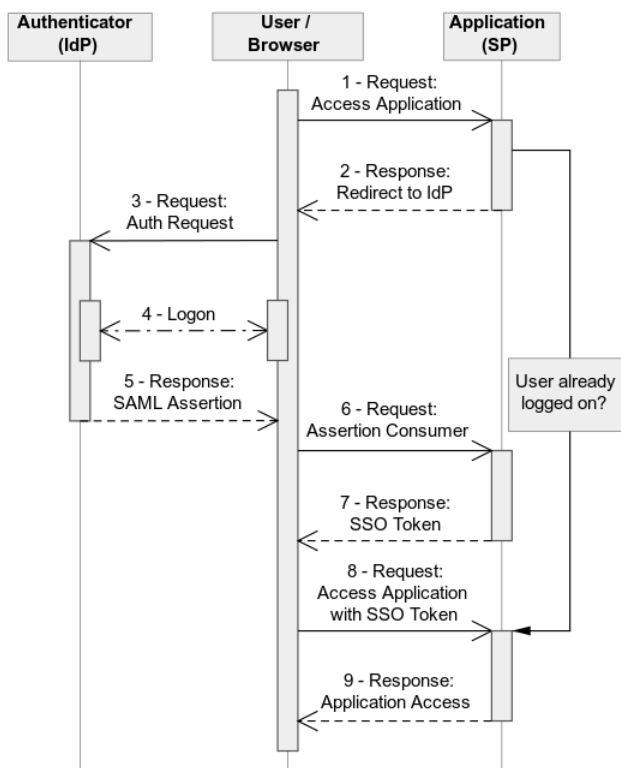 Authenticator
(IdP)
User /
Browser
Application
(SP)
1 - Request:
Access Application
2 - Response:
Redirect to IdP
3 - Request:
Auth Request
4 - Logon
5 - Response:
SAML Assertion
User already
logged on?
6 - Request:
Assertion Consumer
7 - Response:
SSO Token
8 - Request:
Access Application
with SSO Token
9 - Response:
Application Access